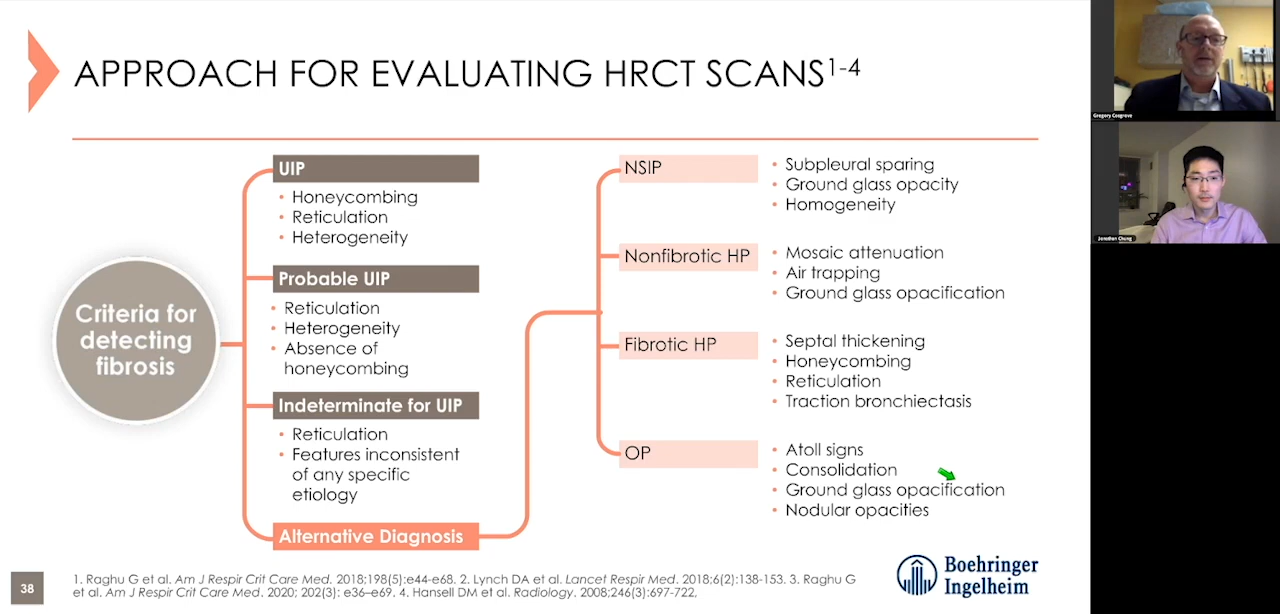 APPROACH FOR EVALUATING HRCT SCANS1-4
Criteria for
detecting
fibrosis
UIP
• Honeycombing
• Reticulation
• Heterogeneity
Probable UIP
• Reticulation
• Heterogeneity
• Absence of
honeycombing
Indeterminate for UIP
• Reticulation
• Features inconsistent
of any specific
etiology
Alternative Diagnosis
NSIP
• Subpleural sparing
• Ground glass opacity
• Homogeneity
Nonfibrotic HP
• Mosaic attenuation
• Air trapping
• Ground glass opacification
Fibrotic HP
• Septal thickening
• Honeycombing
• Reticulation
• Traction bronchiectasis
OP
• Atoll signs
• Consolidation
• Ground glass opacification
• Nodular opacities
38
1. Raghu G et al. Am J Respir Crit Care Med. 2018;198(5):e44-e68. 2. Lynch DA et al. Lancet Respir Med. 2018;6(2):138-153. 3. Raghu G
et al. Am J Respir Crit Care Med. 2020; 202(3): e36–e69. 4. Hansell DM et al. Radiology. 2008;246(3):697-722,
Boehringer
Ingelheim
Gregory Cosgrove
Jonathan Chung